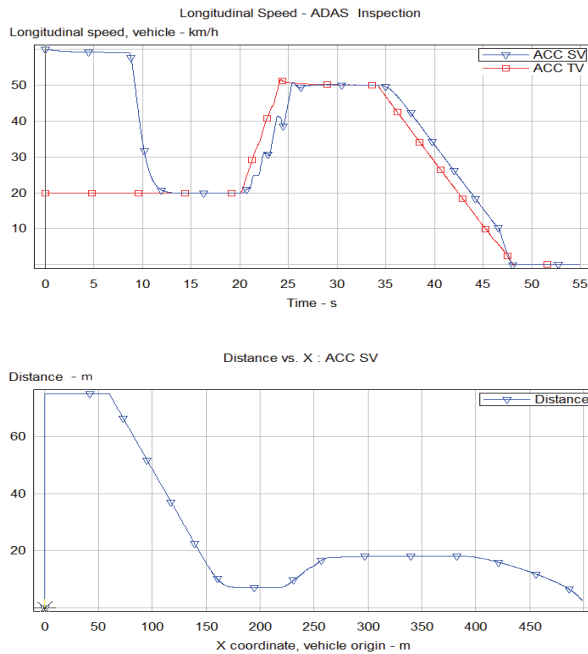 Longitudinal Speed - ADAS Inspection
Longitudinal speed, vehicle - km/h
ACC SV
ACC TV
50
40
30
20
10
0 5 10 15 20 25 30 35 40 45 50 55
Time - s
Distance vs. X : ACC SV
Distance - m
Distance
60
40
20
0
0 50 100 150 200 250 300 350 400 450
X coordinate, vehicle origin - m